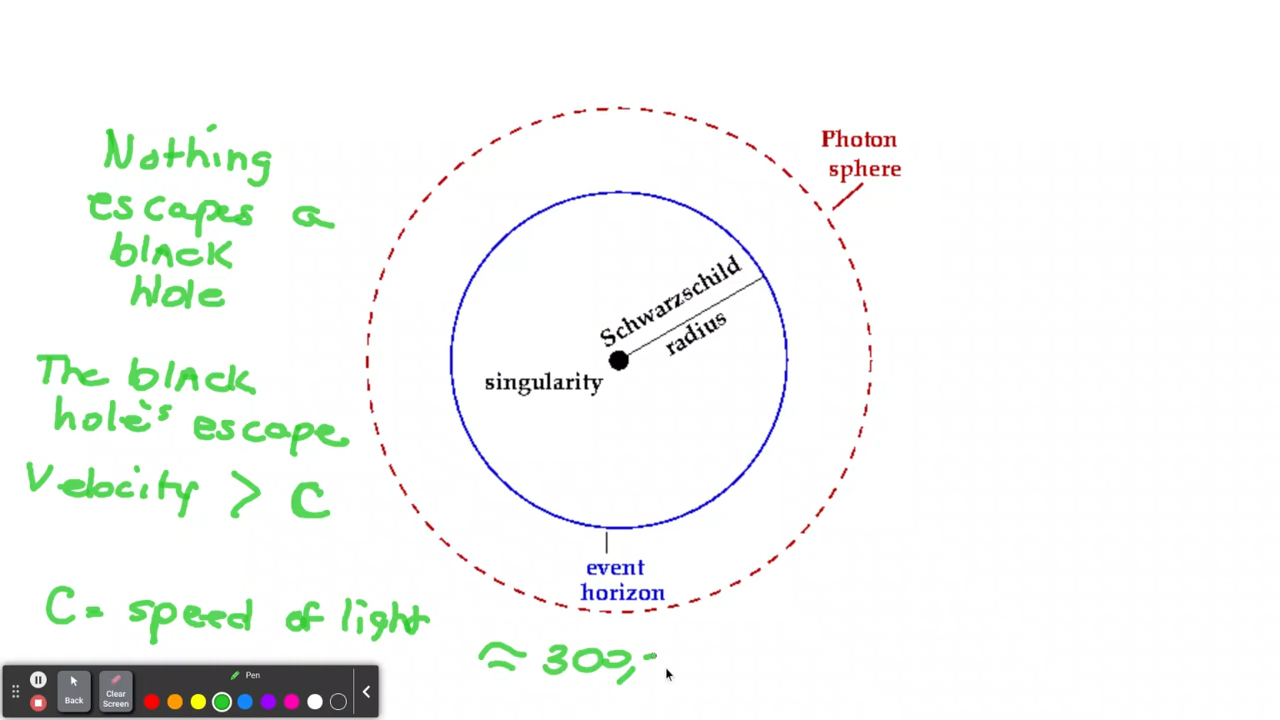 Nothing
escapes a
black
Hole
The black
hole's escape
Velocity > C
C = speed of light
≈ 300,
Photon
sphere
Schwarzschild
radius
singularity
event
horizon
Pen
Back
Clear
Screen